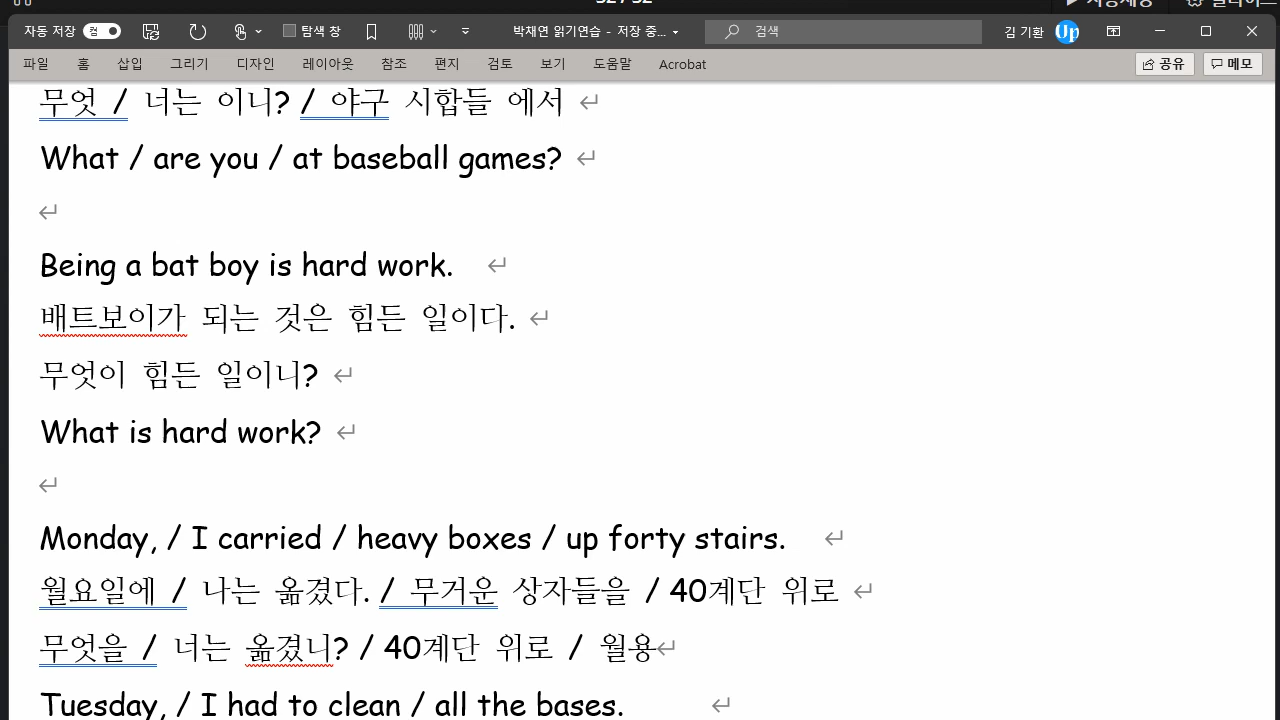 자동 저장 컴 탐색 창 박채연 읽기연습 - 저장 중... 검색 김 기환 Up
파일 홈 삽입 그리기 디자인 레이아웃 참조 편지 검토 보기 도움말 Acrobat 공유 메모
무엇 / 너는 이니? / 야구 시합들 에서
What / are you / at baseball games?
Being a bat boy is hard work.
배트보이가 되는 것은 힘든 일이다.
무엇이 힘든 일이니?
What is hard work?
Monday, / I carried / heavy boxes / up forty stairs.
월요일에 / 나는 옮겼다. / 무거운 상자들을 / 40계단 위로
무엇을 / 너는 옮겼니? / 40계단 위로 / 월용
Tuesday, / I had to clean / all the bases.